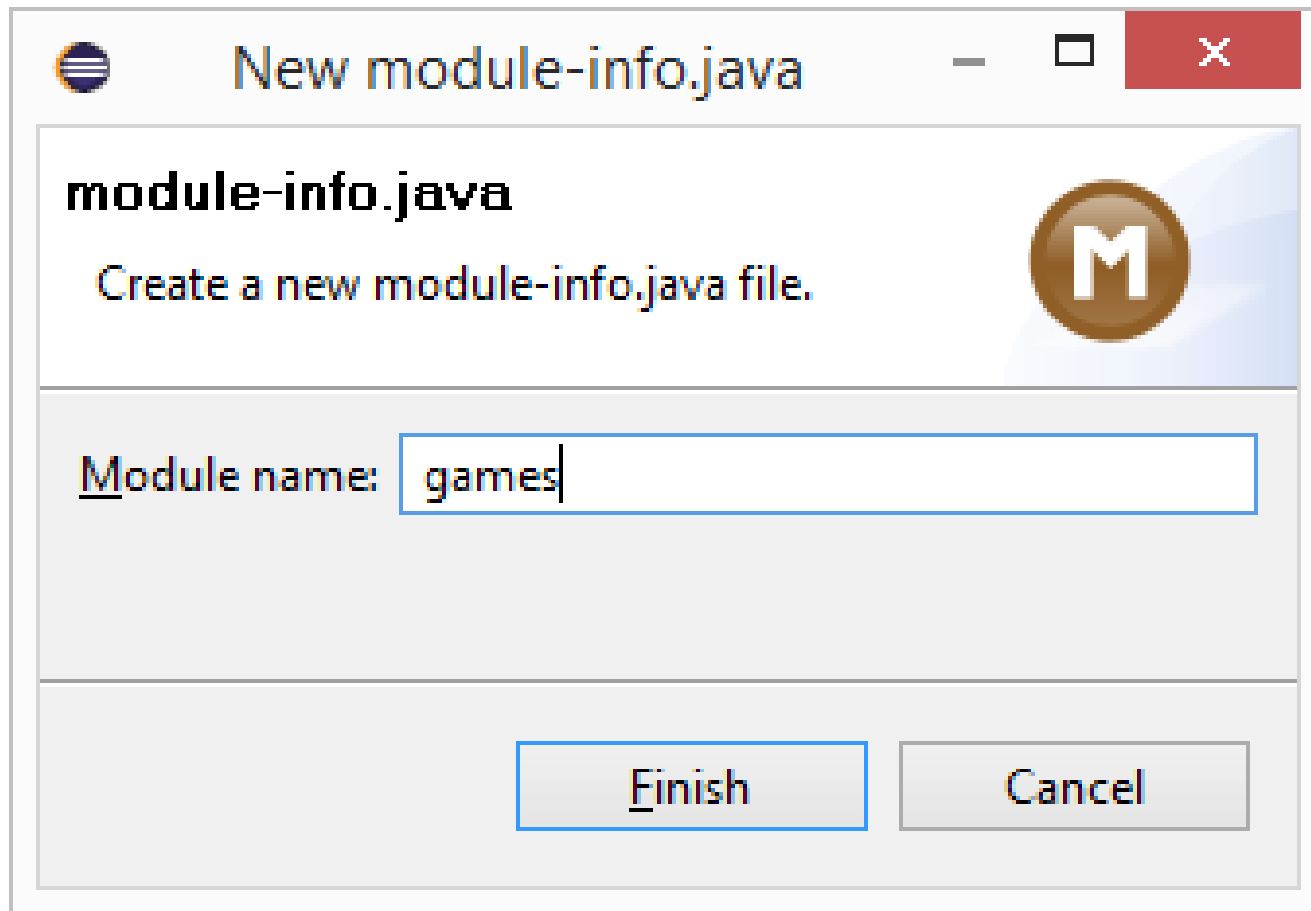 New module-info.java
module-info.java
Create a new module-info.java file.
M
Module name: games
Finish Cancel